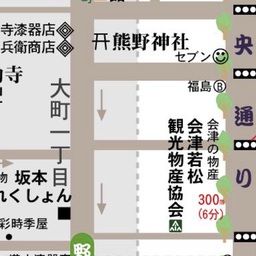 寺漆器店
兵衛商店
寺
大町一丁目
熊野神社
セブン
福島Ⓑ
会津の物産
会津若松
観光物産協会
300m
(6分)
央
通
り
物 坂本
れくしょん
彩時季屋
野